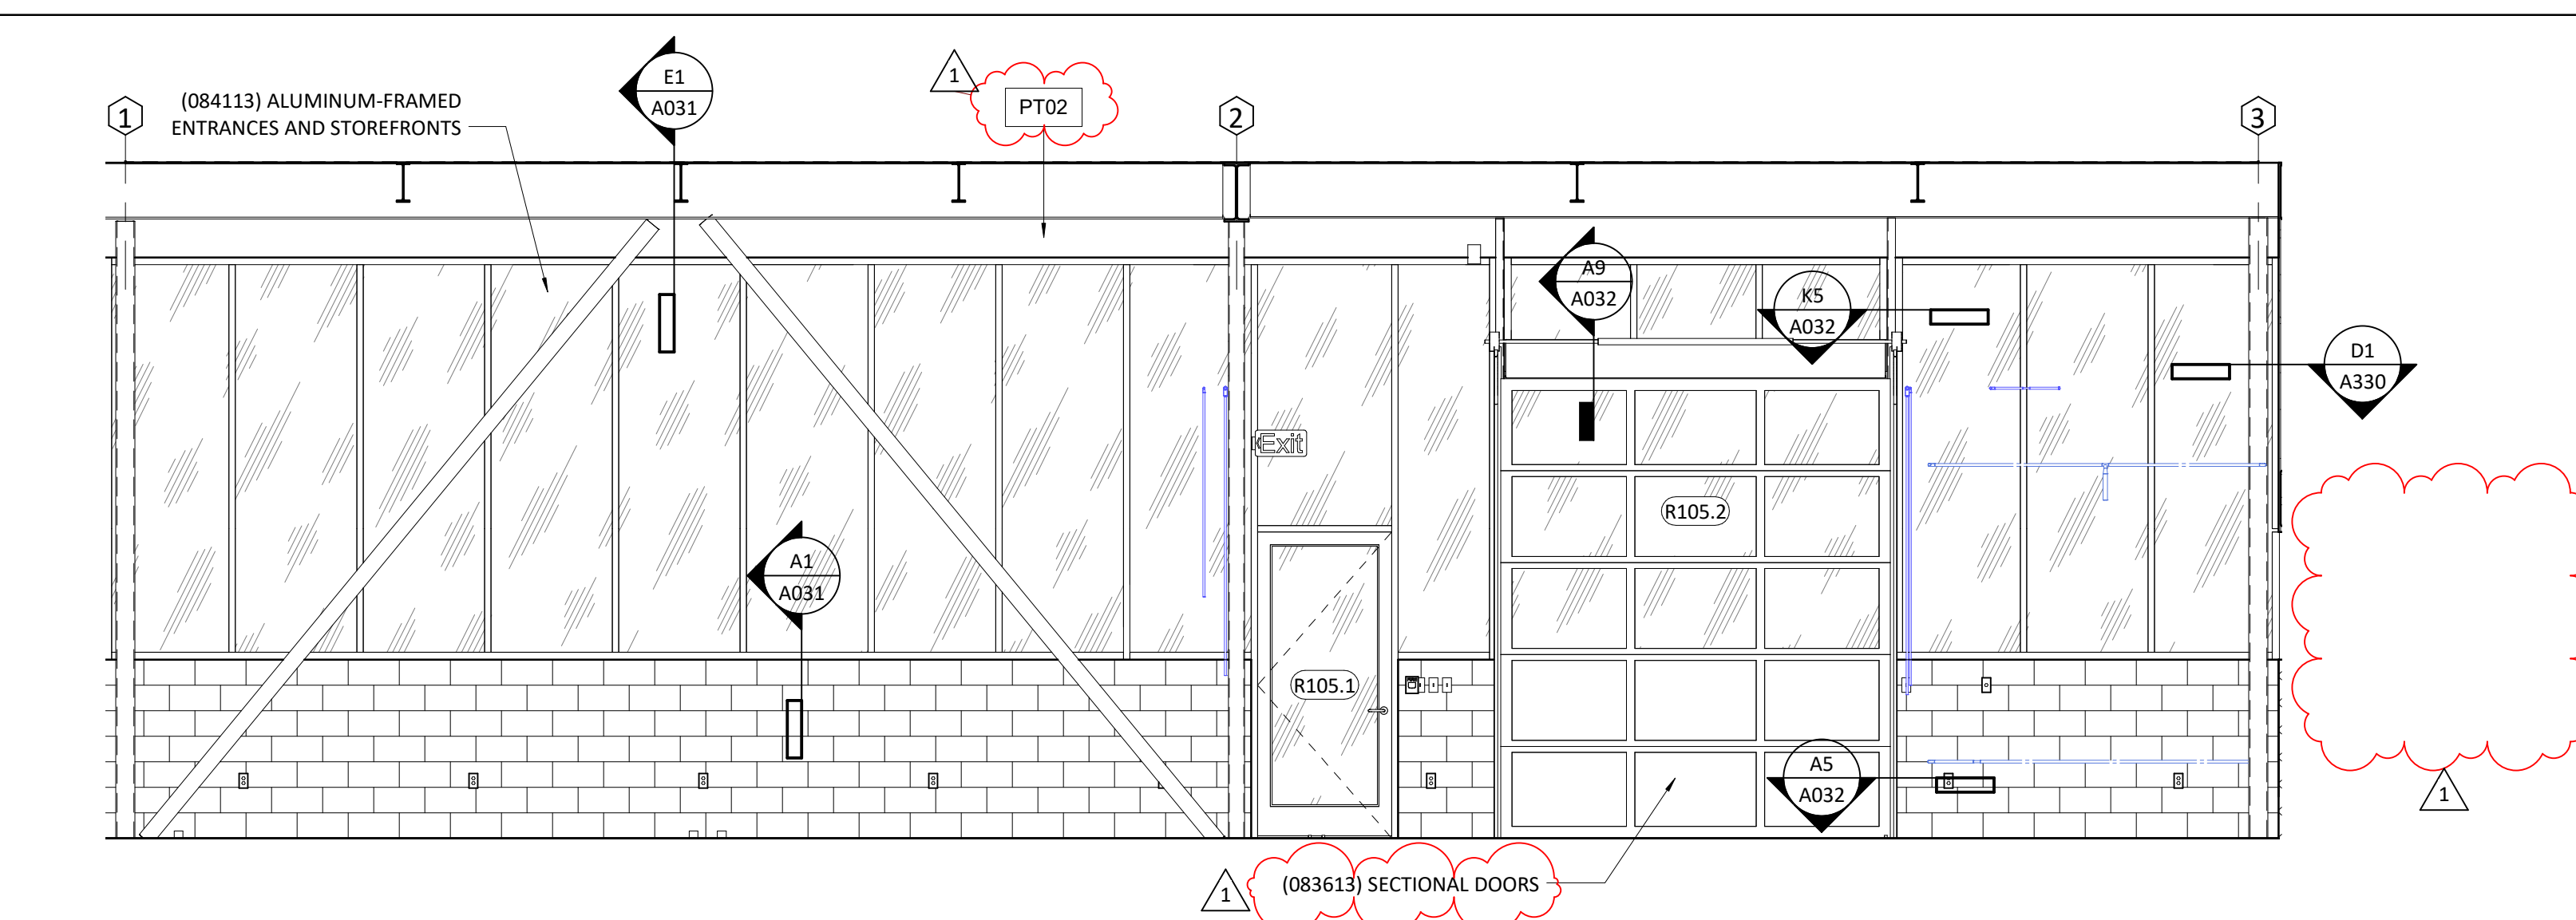 E1
A031
1
PT02
(084113) ALUMINUM-FRAMED
ENTRANCES AND STOREFRONTS
1
2
3
A9
A032
K5
A032
D1
A330
Exit
R105.2
A1
A031
R105.1
A5
A032
1
1
(083613) SECTIONAL DOORS